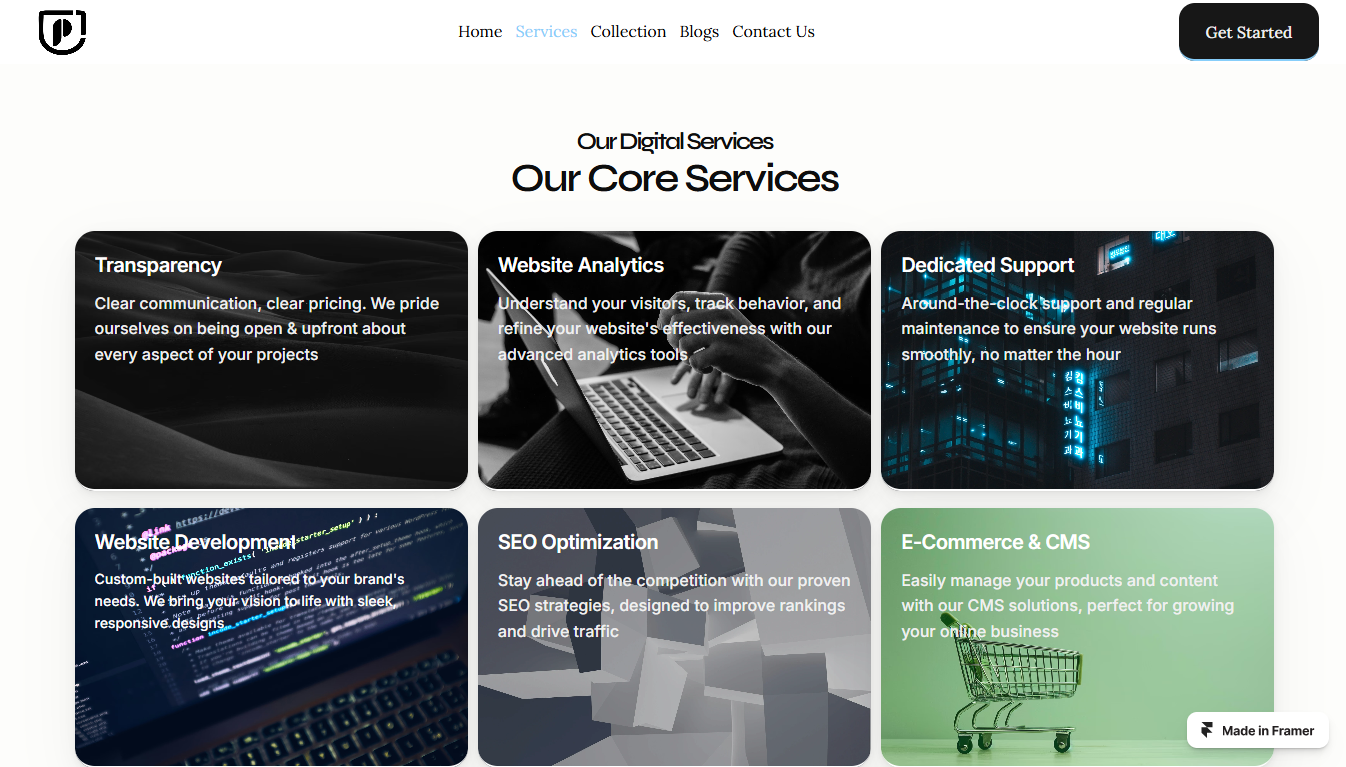 Home Services Collection Blogs Contact Us
Get Started
Our Digital Services
Our Core Services
Transparency
Clear communication, clear pricing. We pride
ourselves on being open & upfront about
every aspect of your projects
Website Analytics
Understand your visitors, track behavior, and
refine your website's effectiveness with our
advanced analytics tools
Dedicated Support
Around-the-clock support and regular
maintenance to ensure your website runs
smoothly, no matter the hour
Website Development
Custom-built websites tailored to your brand's
needs. We bring your vision to life with sleek,
responsive designs
SEO Optimization
Stay ahead of the competition with our proven
SEO strategies, designed to improve rankings
and drive traffic
E-Commerce & CMS
Easily manage your products and content
with our CMS solutions, perfect for growing
your online business
Made in Framer